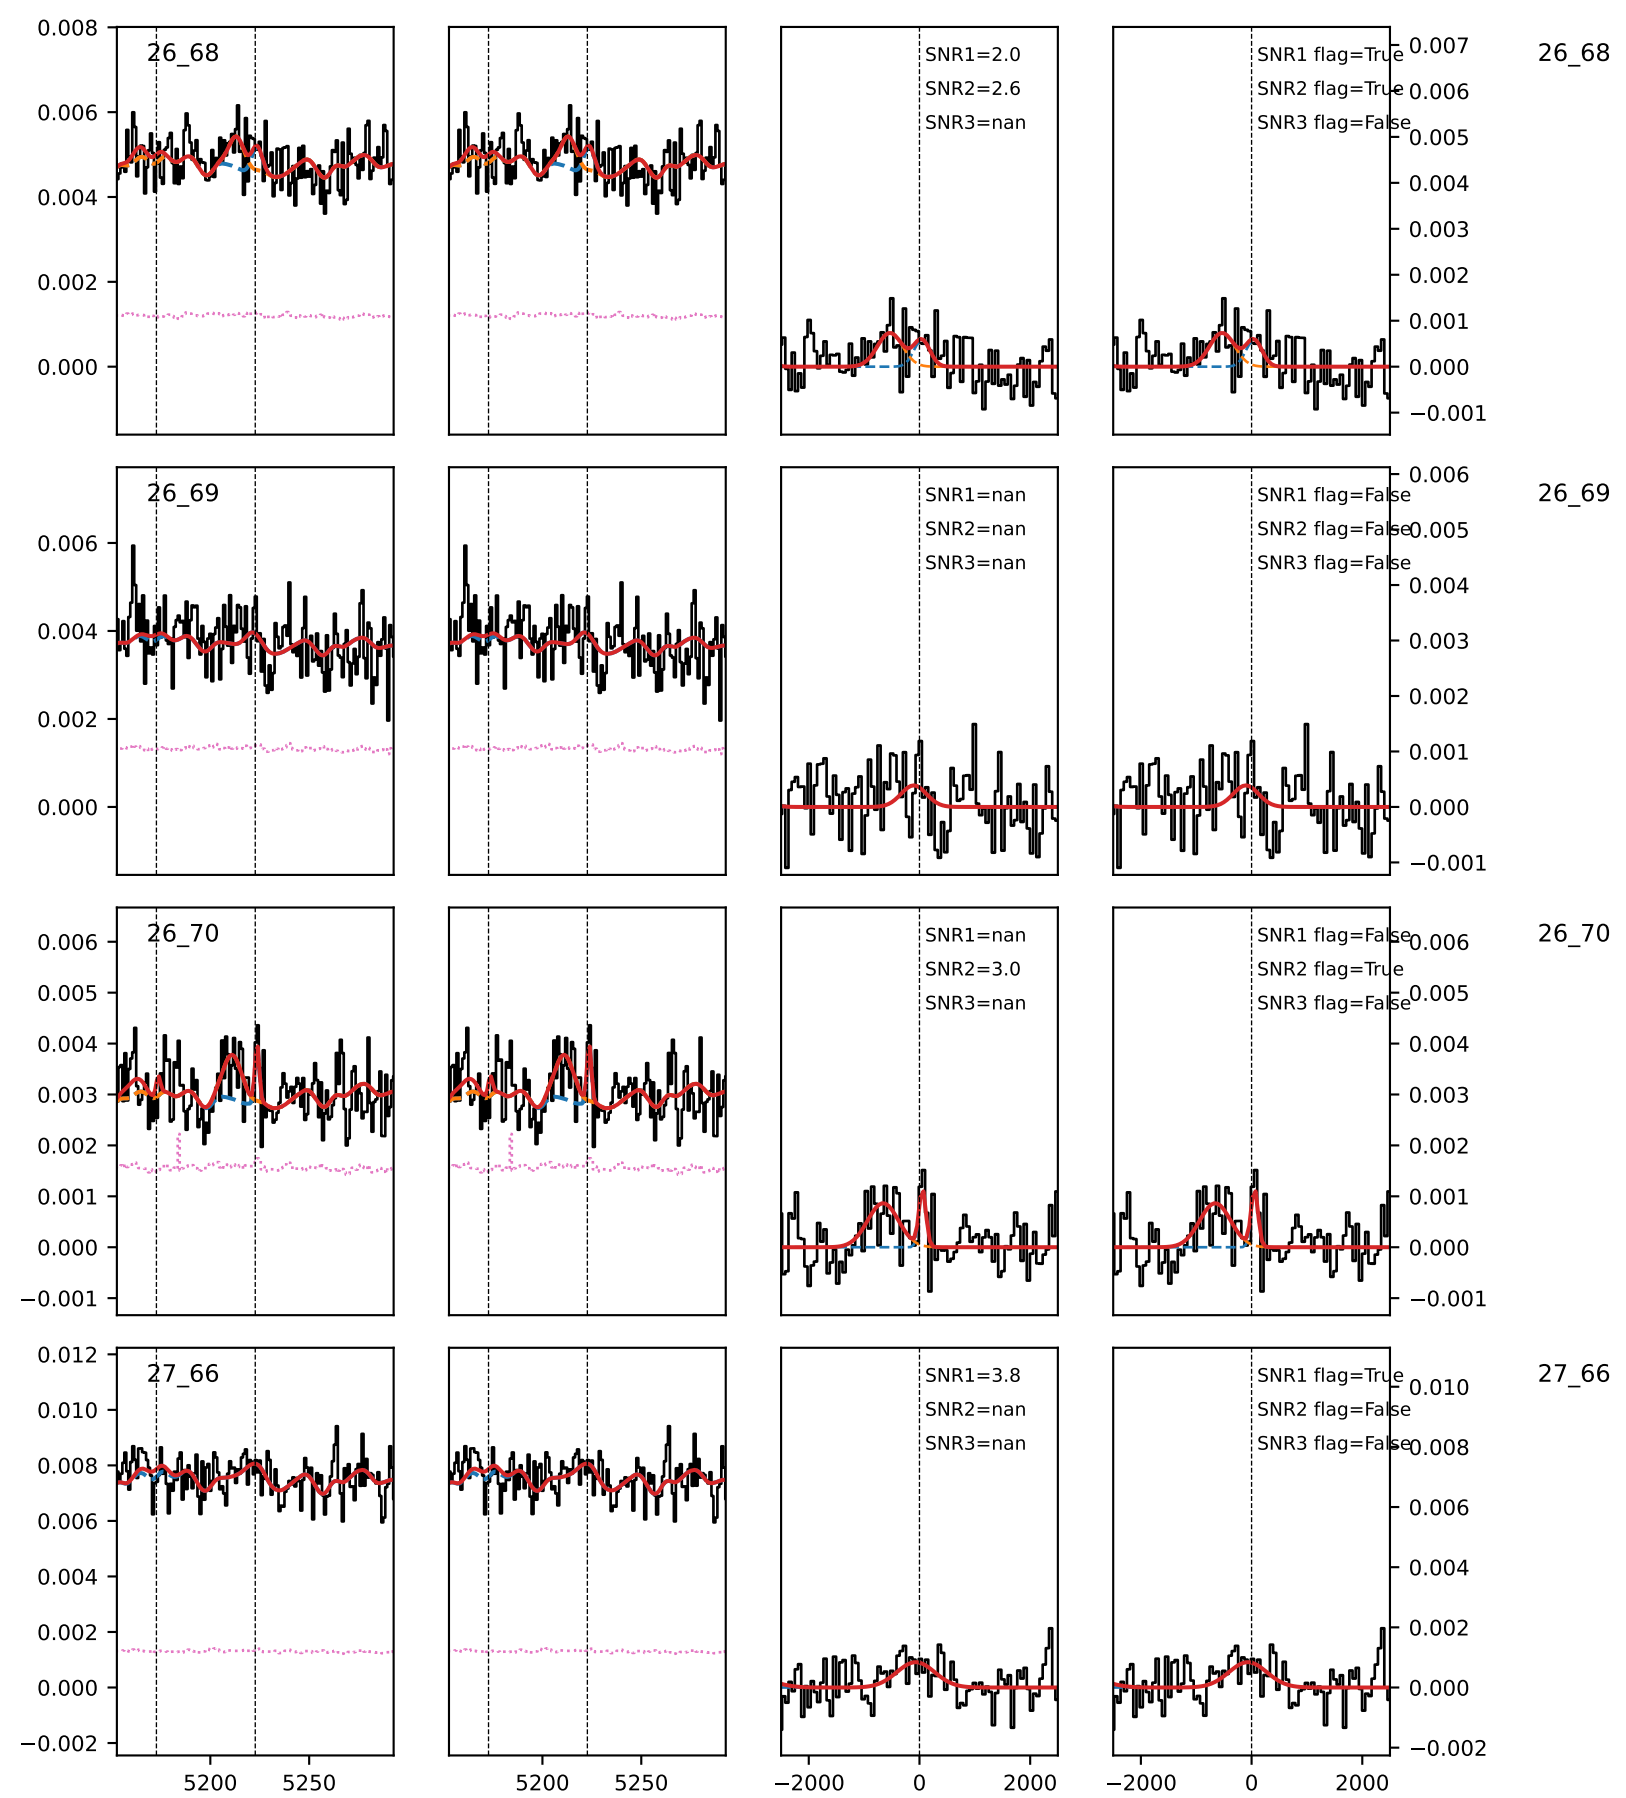 0.008
0.006
0.004
0.002
0.000
26_68
SNR1=2.0
SNR2=2.6
SNR3=nan
SNR1 flag=True
SNR2 flag=True
SNR3 flag=False
0.007
0.006
0.005
0.004
0.003
0.002
0.001
0.000
−0.001
26_68
0.006
0.004
0.002
0.000
26_69
SNR1=nan
SNR2=nan
SNR3=nan
SNR1 flag=False
SNR2 flag=False
SNR3 flag=False
0.006
0.005
0.004
0.003
0.002
0.001
0.000
−0.001
26_69
0.006
0.005
0.004
0.003
0.002
0.001
0.000
−0.001
26_70
SNR1=nan
SNR2=3.0
SNR3=nan
SNR1 flag=False
SNR2 flag=True
SNR3 flag=False
0.006
0.005
0.004
0.003
0.002
0.001
0.000
−0.001
26_70
0.012
0.010
0.008
0.006
0.004
0.002
0.000
−0.002
27_66
SNR1=3.8
SNR2=nan
SNR3=nan
SNR1 flag=True
SNR2 flag=False
SNR3 flag=False
0.010
0.008
0.006
0.004
0.002
0.000
−0.002
27_66
5200 5250 5200 5250 −2000 0 2000 −2000 0 2000